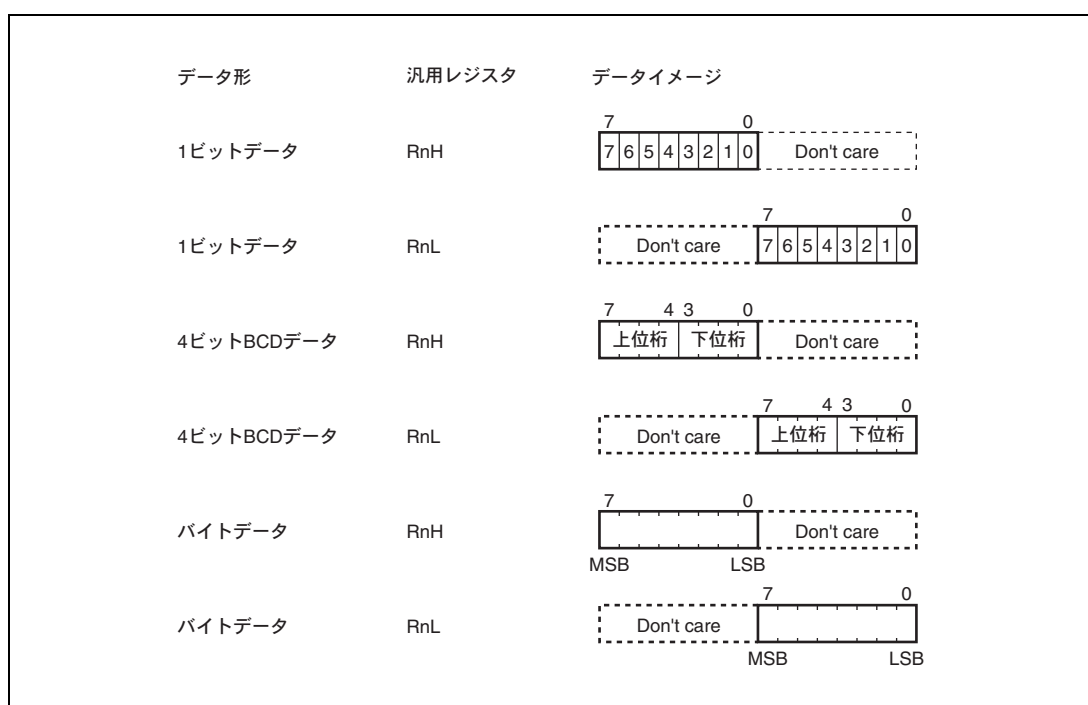 データ形 汎用レジスタ データイメージ
7 0
1ビットデータ RnH 7 6 5 4 3 2 1 0 Don't care
7 0
1ビットデータ RnL Don't care 7 6 5 4 3 2 1 0
7 4 3 0
4ビットBCDデータ RnH 上位桁 下位桁 Don't care
7 4 3 0
4ビットBCDデータ RnL Don't care 上位桁 下位桁
7 0
バイトデータ RnH Don't care
MSB LSB
7 0
バイトデータ RnL Don't care
MSB LSB